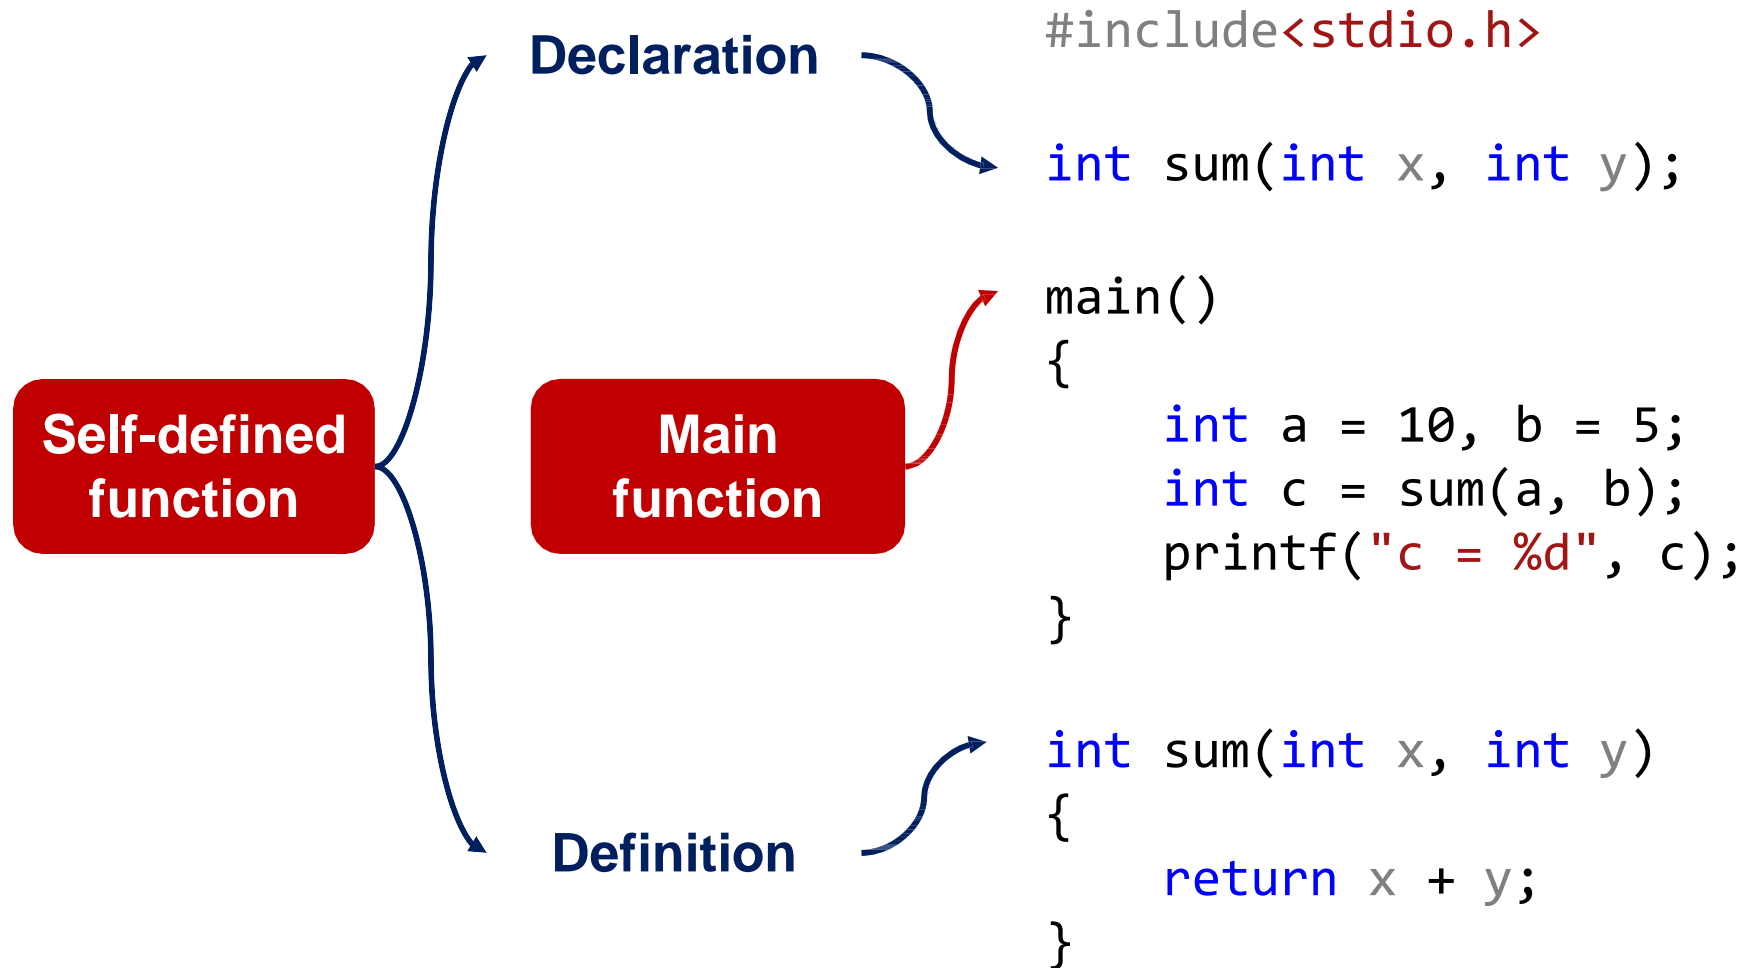 Declaration
Self-defined
function
Main
function
Definition
#include<stdio.h>
int sum(int x, int y);
main()
{
int a = 10, b = 5;
int c = sum(a, b);
printf("c = %d", c);
}
int sum(int x, int y)
{
return x + y;
}